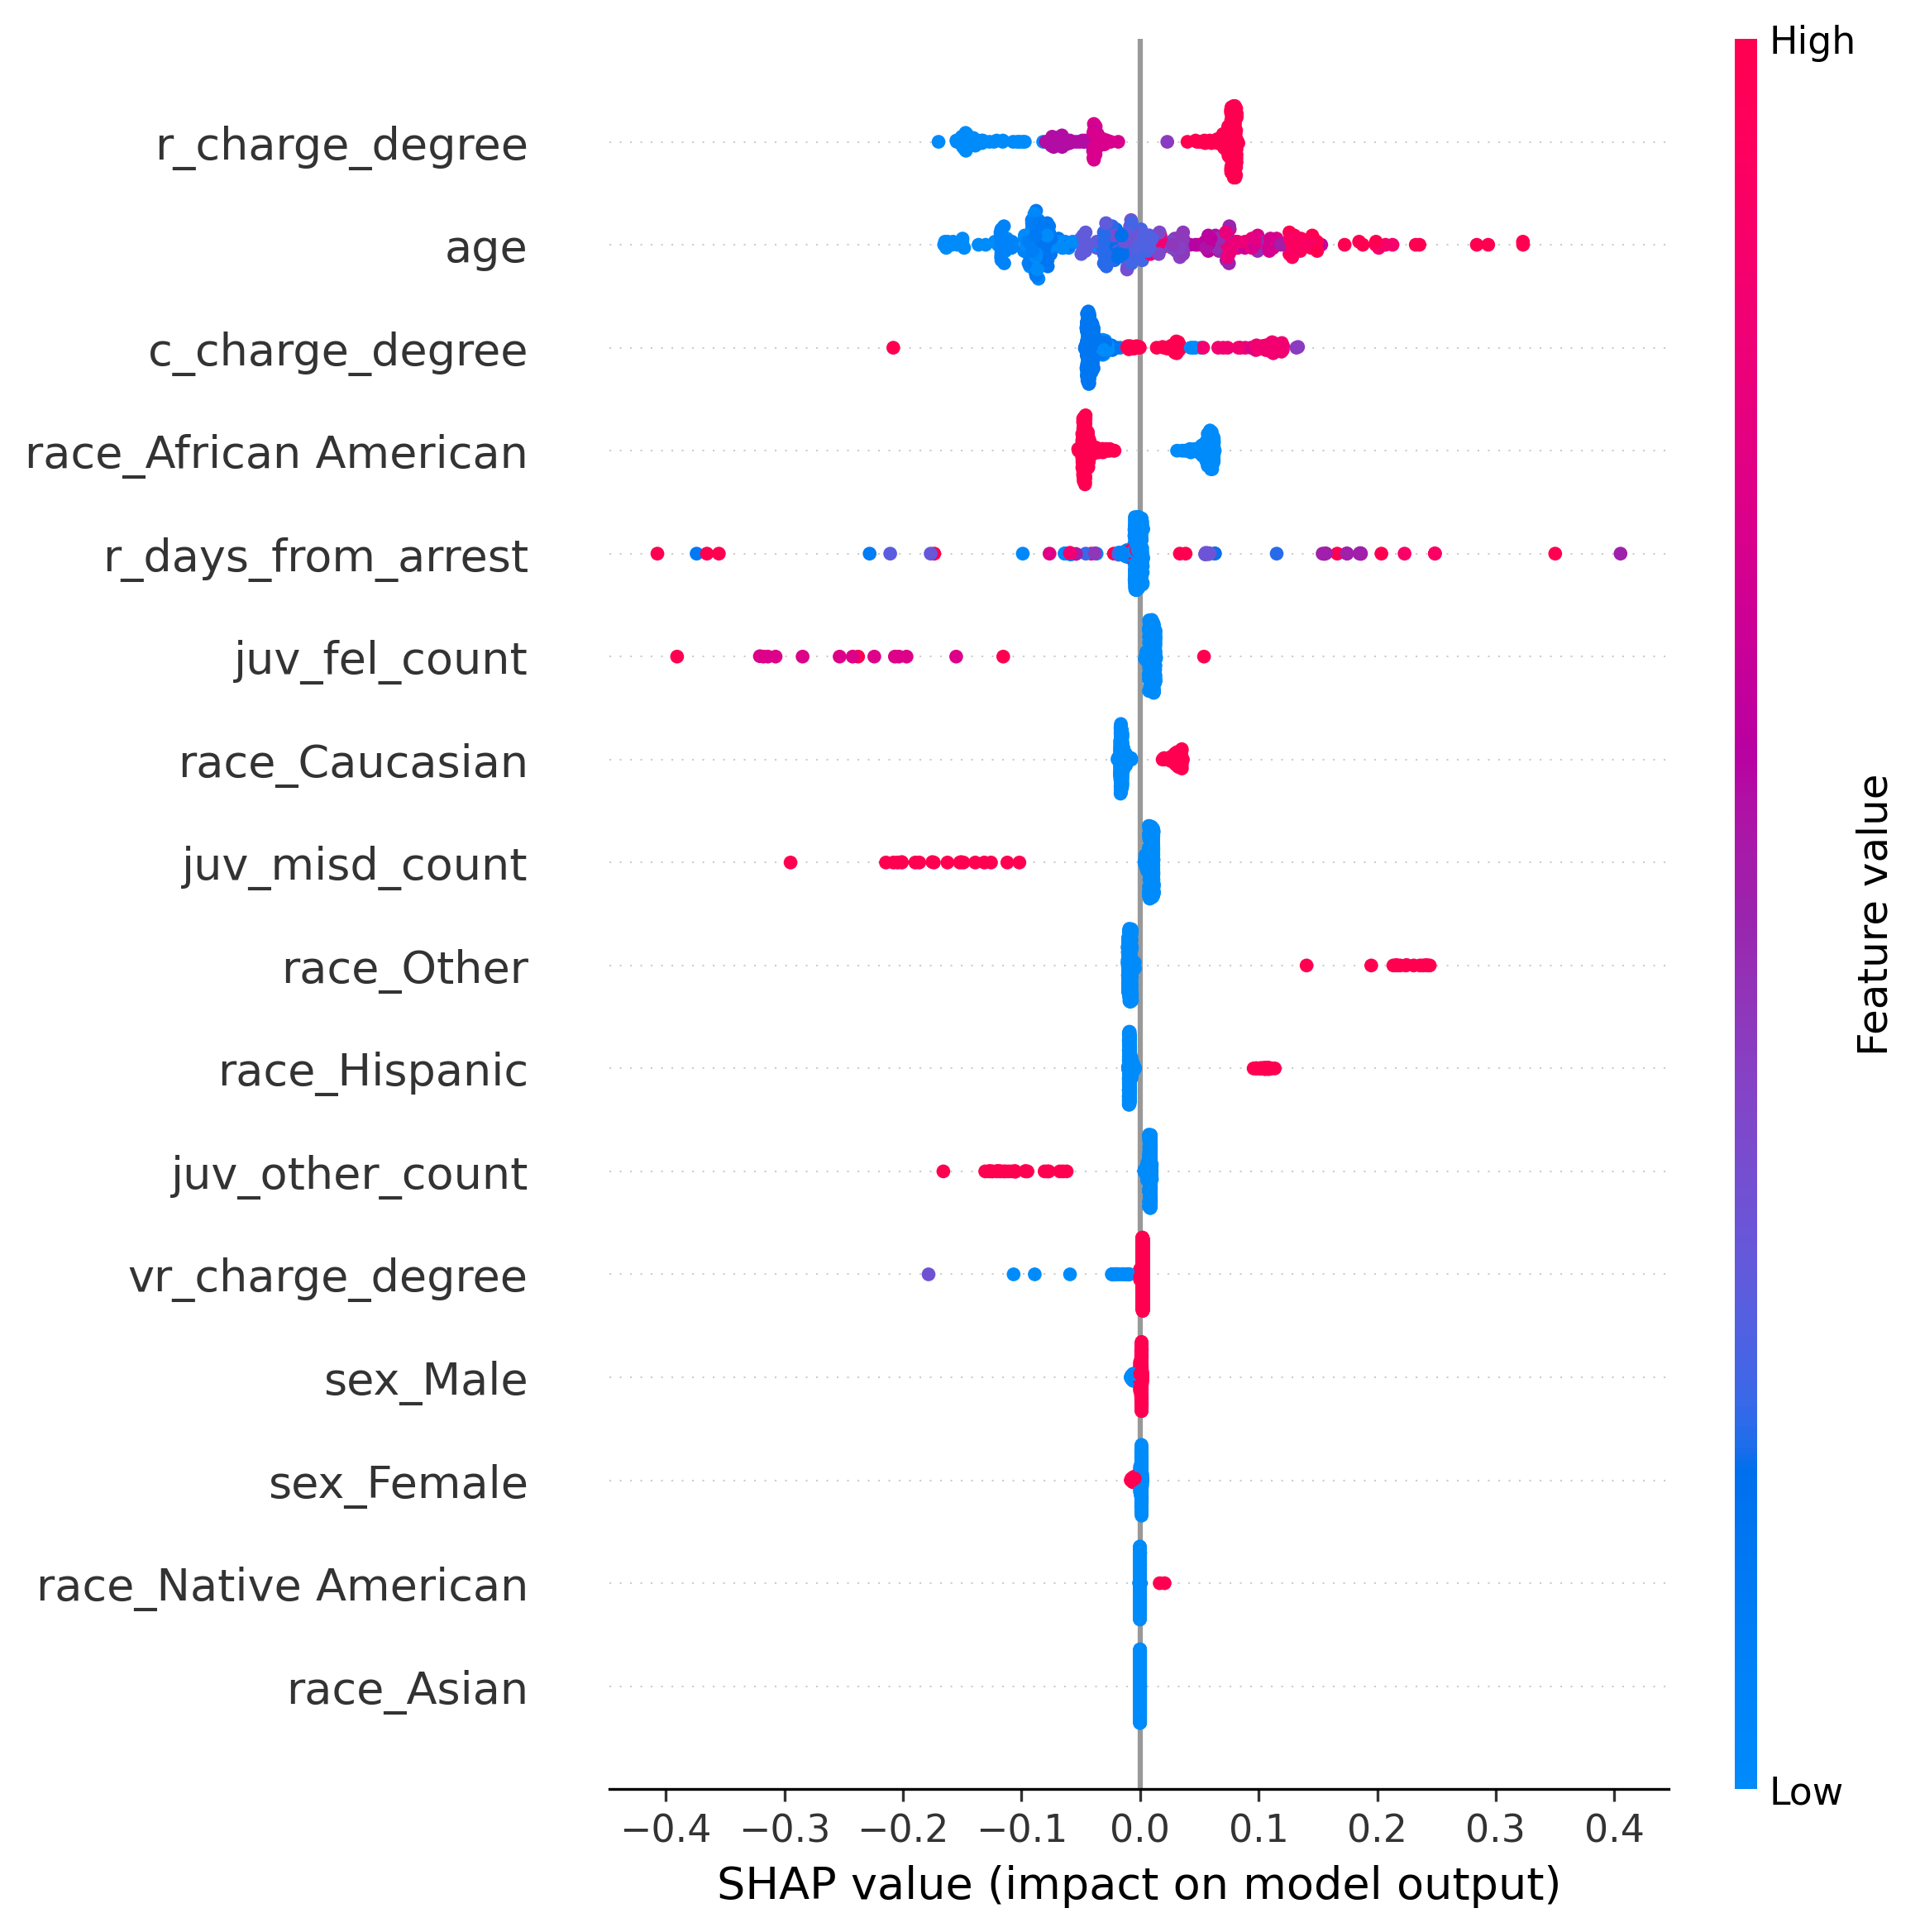 High
r_charge_degree
age
c_charge_degree
race_African American
r_days_from_arrest
juv_fel_count
race_Caucasian
juv_misd_count
race_Other
race_Hispanic
juv_other_count
vr_charge_degree
sex_Male
sex_Female
race_Native American
race_Asian
Feature value
Low
−0.4 −0.3 −0.2 −0.1 0.0 0.1 0.2 0.3 0.4
SHAP value (impact on model output)